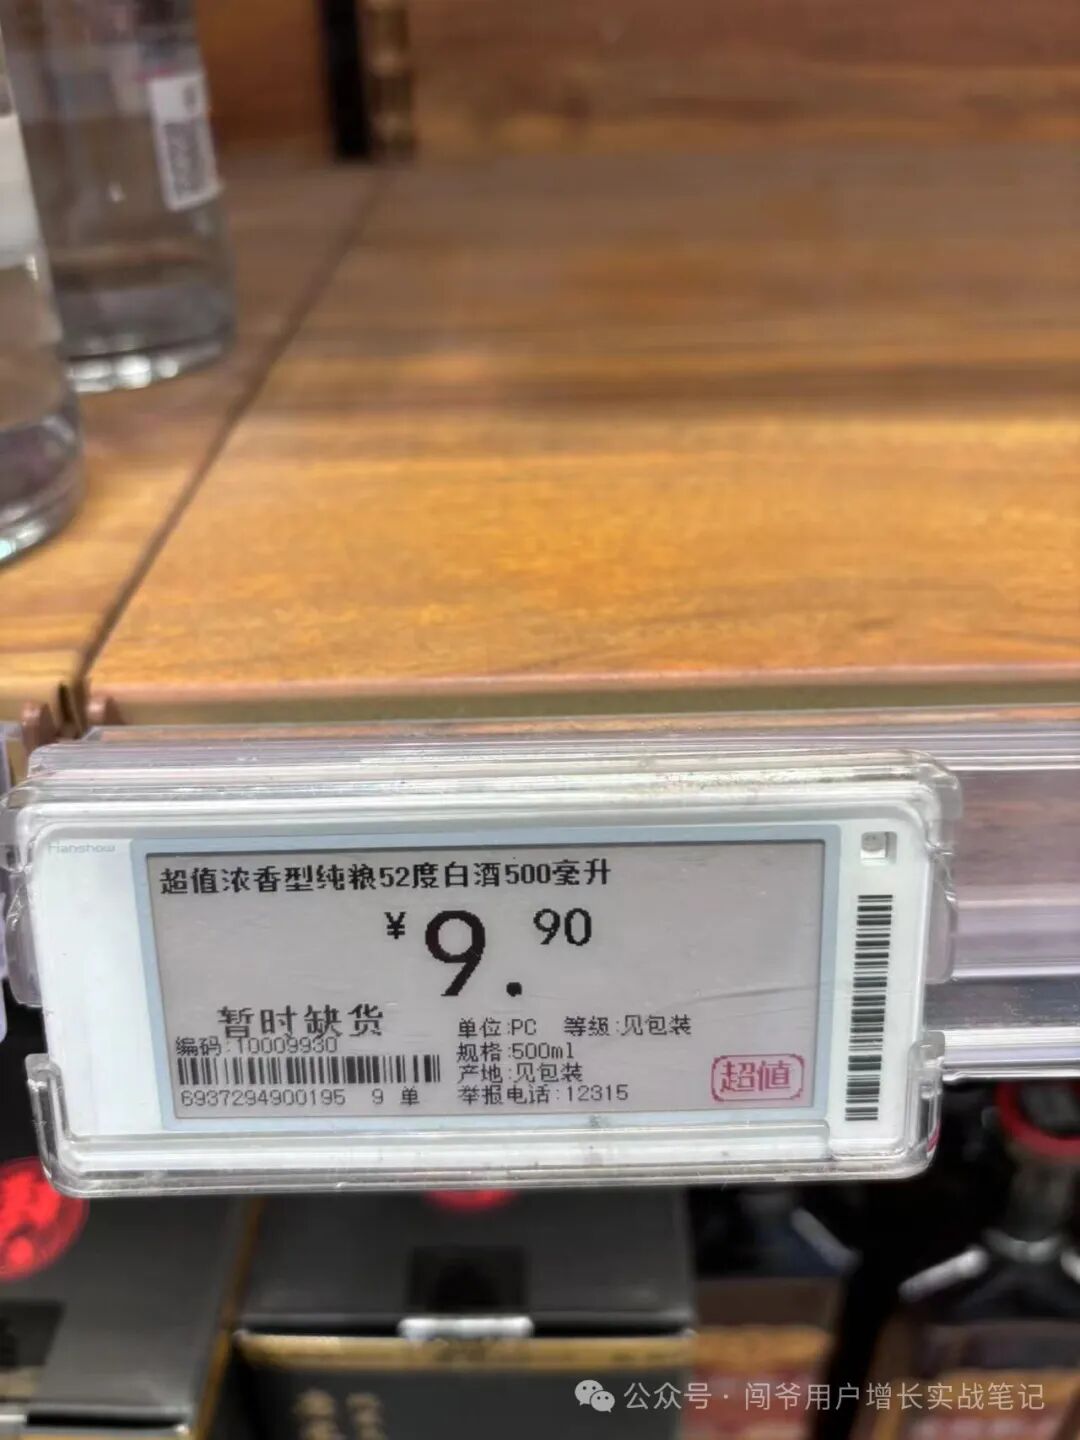 Hanshow
超值浓香型纯粮52度白酒500毫升
¥9.90
暂时缺货
编码:10009930
6937294900195 9 单
单位:PC 等级:见包装
规格:500ml
产地:见包装
举报电话:12315
超值
公众号·闯爷用户增长实战笔记